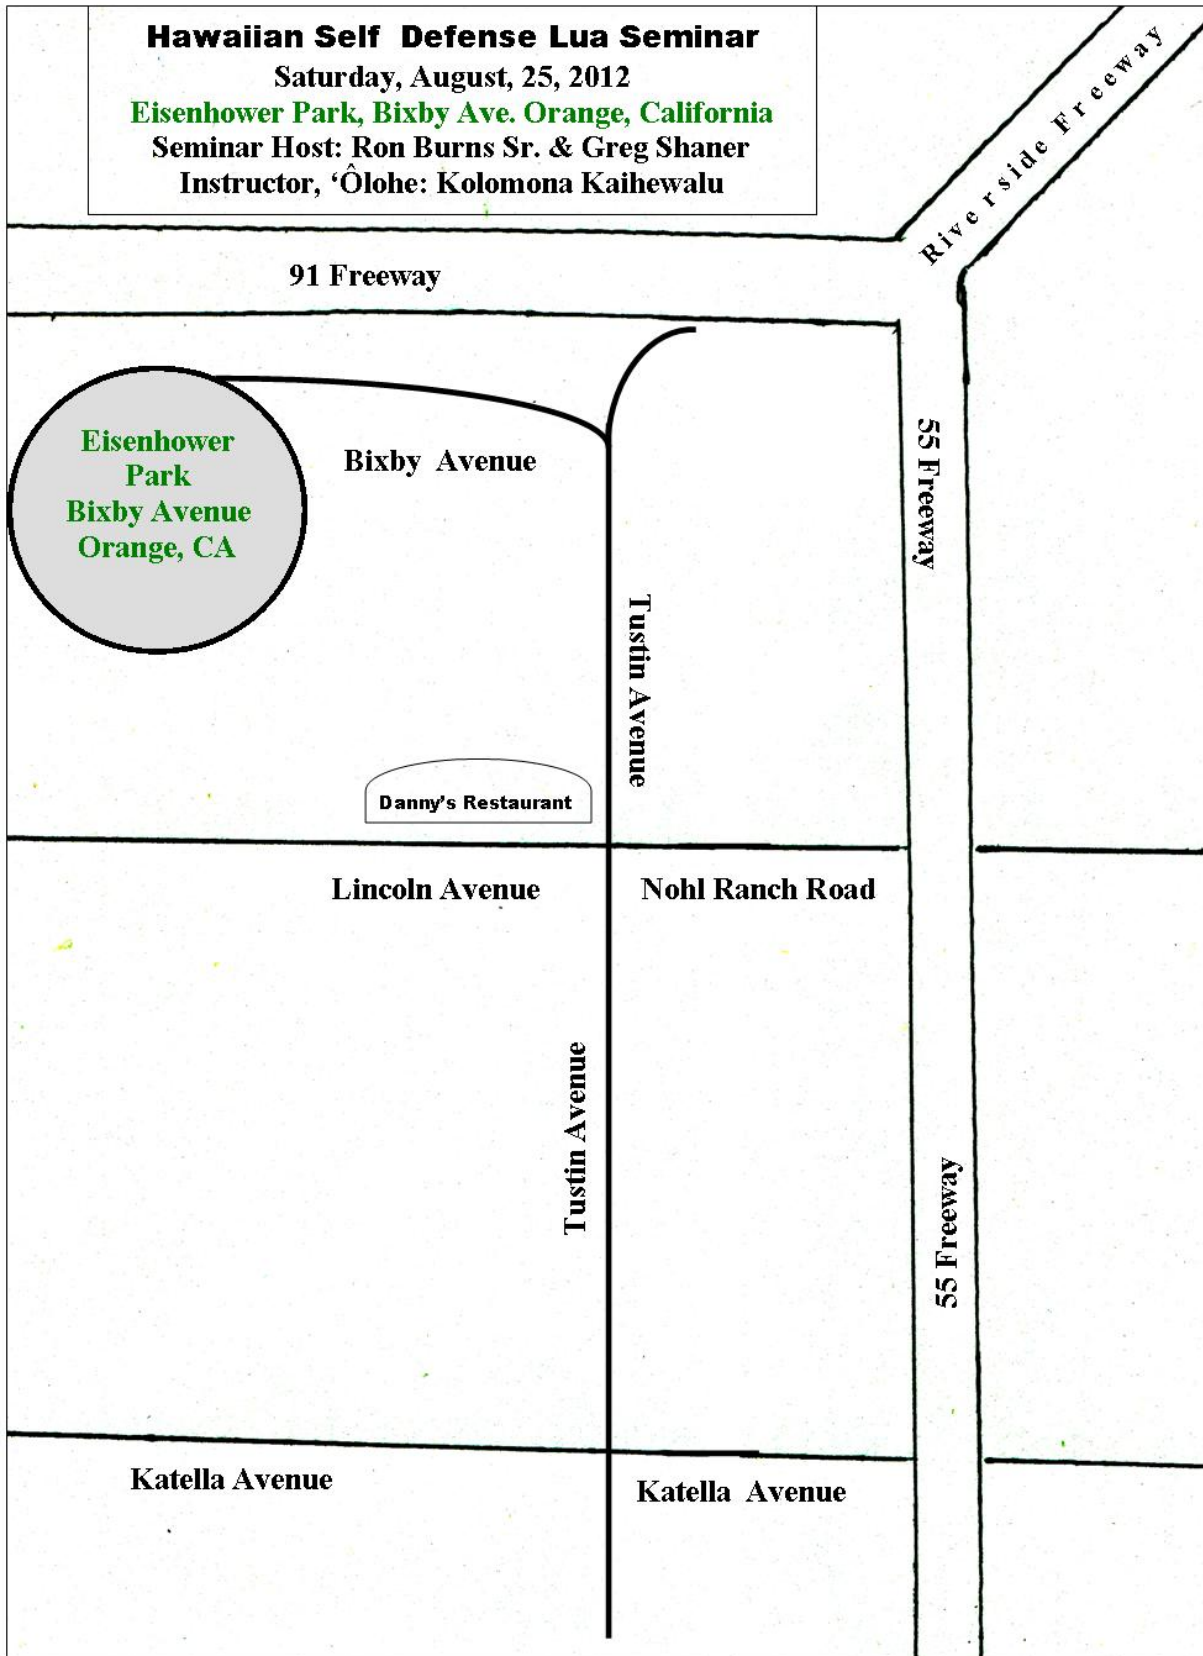 Hawaiian Self Defense Lua Seminar
Saturday, August, 25, 2012
Eisenhower Park, Bixby Ave. Orange, California
Seminar Host: Ron Burns Sr. & Greg Shaner
Instructor, ‘Ôlohe: Kolomona Kaihewalu
Riverside Freeway
91 Freeway
Eisenhower
Park
Bixby Avenue
Orange, CA
Bixby Avenue
55 Freeway
Tustin Avenue
Danny’s Restaurant
Lincoln Avenue
Nohl Ranch Road
Tustin Avenue
55 Freeway
Katella Avenue
Katella Avenue